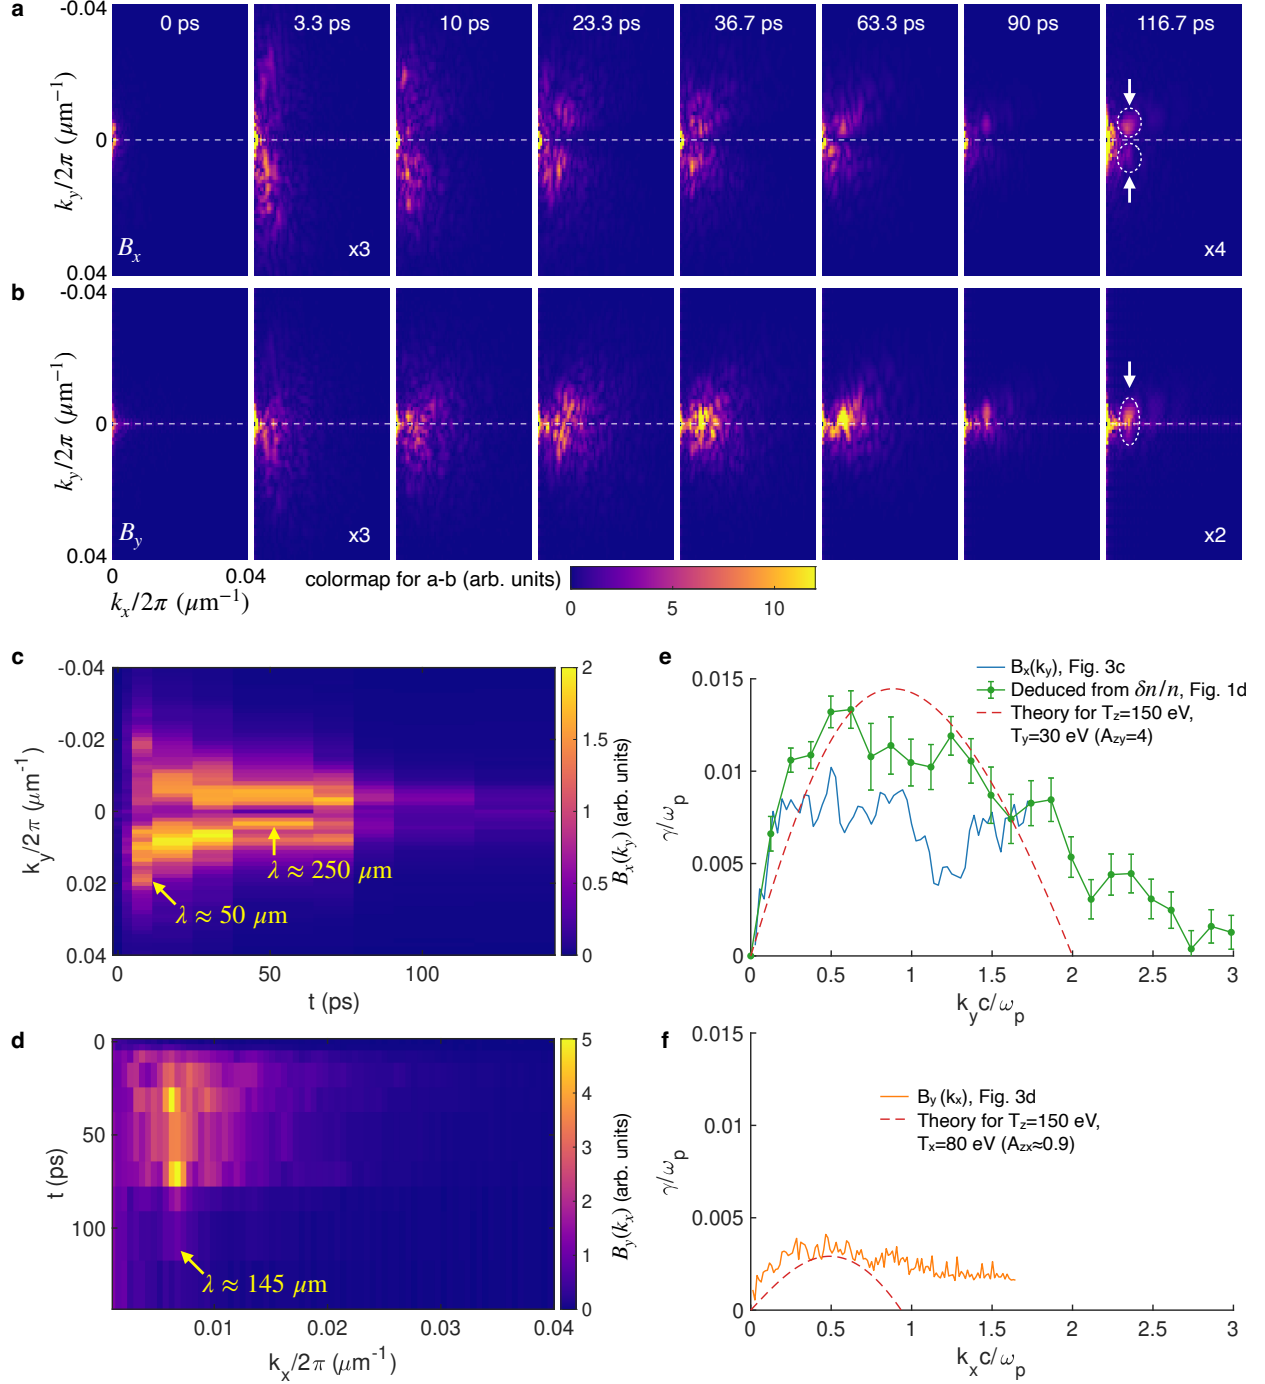 a
-0.04
0 ps
3.3 ps
10 ps
23.3 ps
36.7 ps
63.3 ps
90 ps
116.7 ps
k_y/2π (μm⁻¹)
0
B_x
x3
x4
0.04
b
-0.04
k_y/2π (μm⁻¹)
0
B_y
x3
x2
0.04
0
0.04
k_x/2π (μm⁻¹)
colormap for a-b (arb. units)
0
5
10
c
-0.04
-0.02
0
0.02
0.04
k_y/2π (μm⁻¹)
λ ≈ 250 μm
λ ≈ 50 μm
0
50
100
t (ps)
2
1.5
1
0.5
0
B_x(k_y) (arb. units)
e
0.015
0.01
0.005
0
γ/ω_p
B_x(k_y), Fig. 3c
Deduced from δn/n, Fig. 1d
Theory for T_z=150 eV,
T_y=30 eV (A_zy=4)
0
0.5
1
1.5
2
2.5
3
k_y c/ω_p
d
0
50
100
t (ps)
λ ≈ 145 μm
0.01
0.02
0.03
0.04
k_x/2π (μm⁻¹)
5
4
3
2
1
0
B_y(k_x) (arb. units)
f
0.015
0.01
0.005
0
γ/ω_p
B_y (k_x), Fig. 3d
Theory for T_z=150 eV,
T_x=80 eV (A_zx≈0.9)
0
0.5
1
1.5
2
2.5
3
k_x c/ω_p